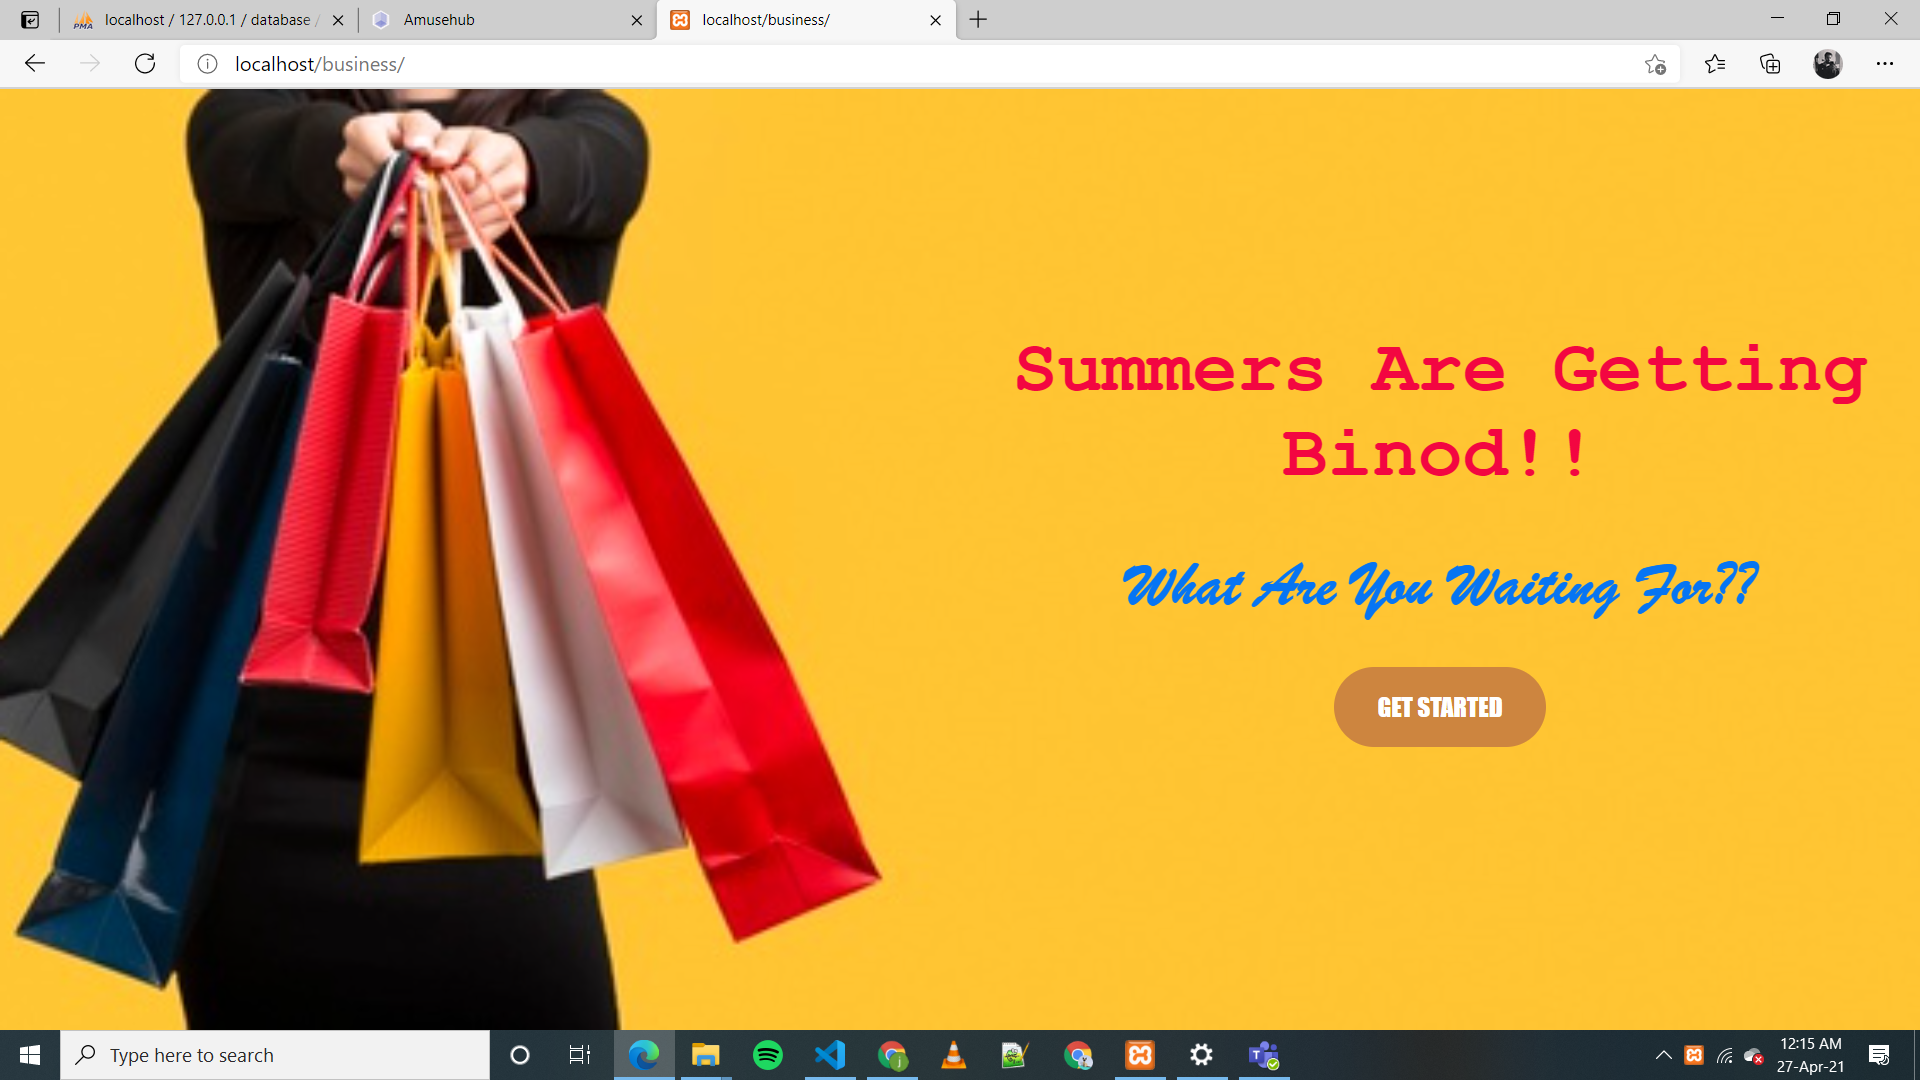 localhost / 127.0.0.1 / database /
Amusehub
localhost/business/
localhost/business/
Summers Are Getting
Binod!!
What Are You Waiting For??
GET STARTED
Type here to search
12:15 AM
27-Apr-21